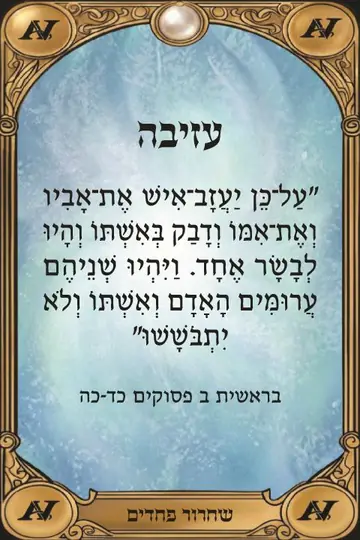 עזיבה
"עַל־כֵּן יַעֲזָב־אִישׁ אֶת־אָבִיו
וְאֶת־אִמּוֹ וְדָבַק בְּאִשְׁתּוֹ וְהָיוּ
לְבָשָׂר אֶחָד. וַיִּהְיוּ שְׁנֵיהֶם
עֲרוּמִּים הָאָדָם וְאִשְׁתּוֹ וְלֹא
יִתְבֹּשָׁשׁוּ"
בראשית ב פסוקים כד-כה
שחרור פחדים